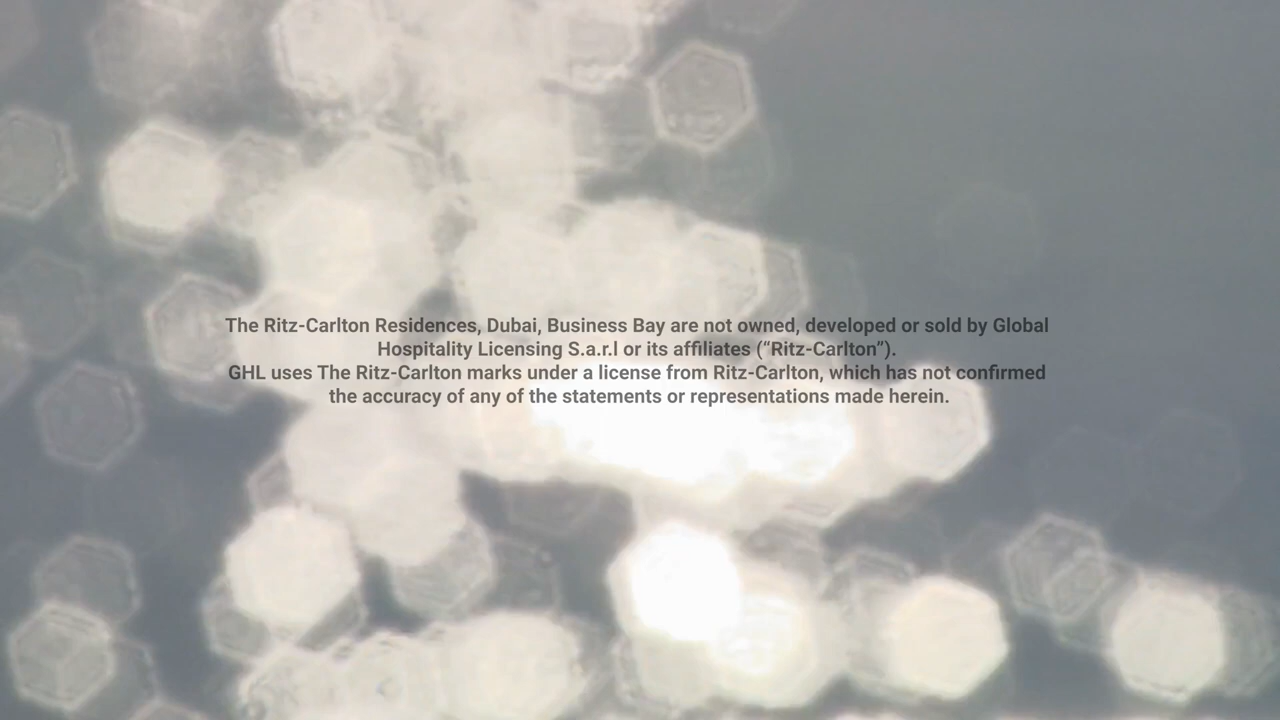 The Ritz-Carlton Residences, Dubai, Business Bay are not owned, developed or sold by Global
Hospitality Licensing S.a.r.l or its affiliates (“Ritz-Carlton”).
GHL uses The Ritz-Carlton marks under a license from Ritz-Carlton, which has not confirmed
the accuracy of any of the statements or representations made herein.